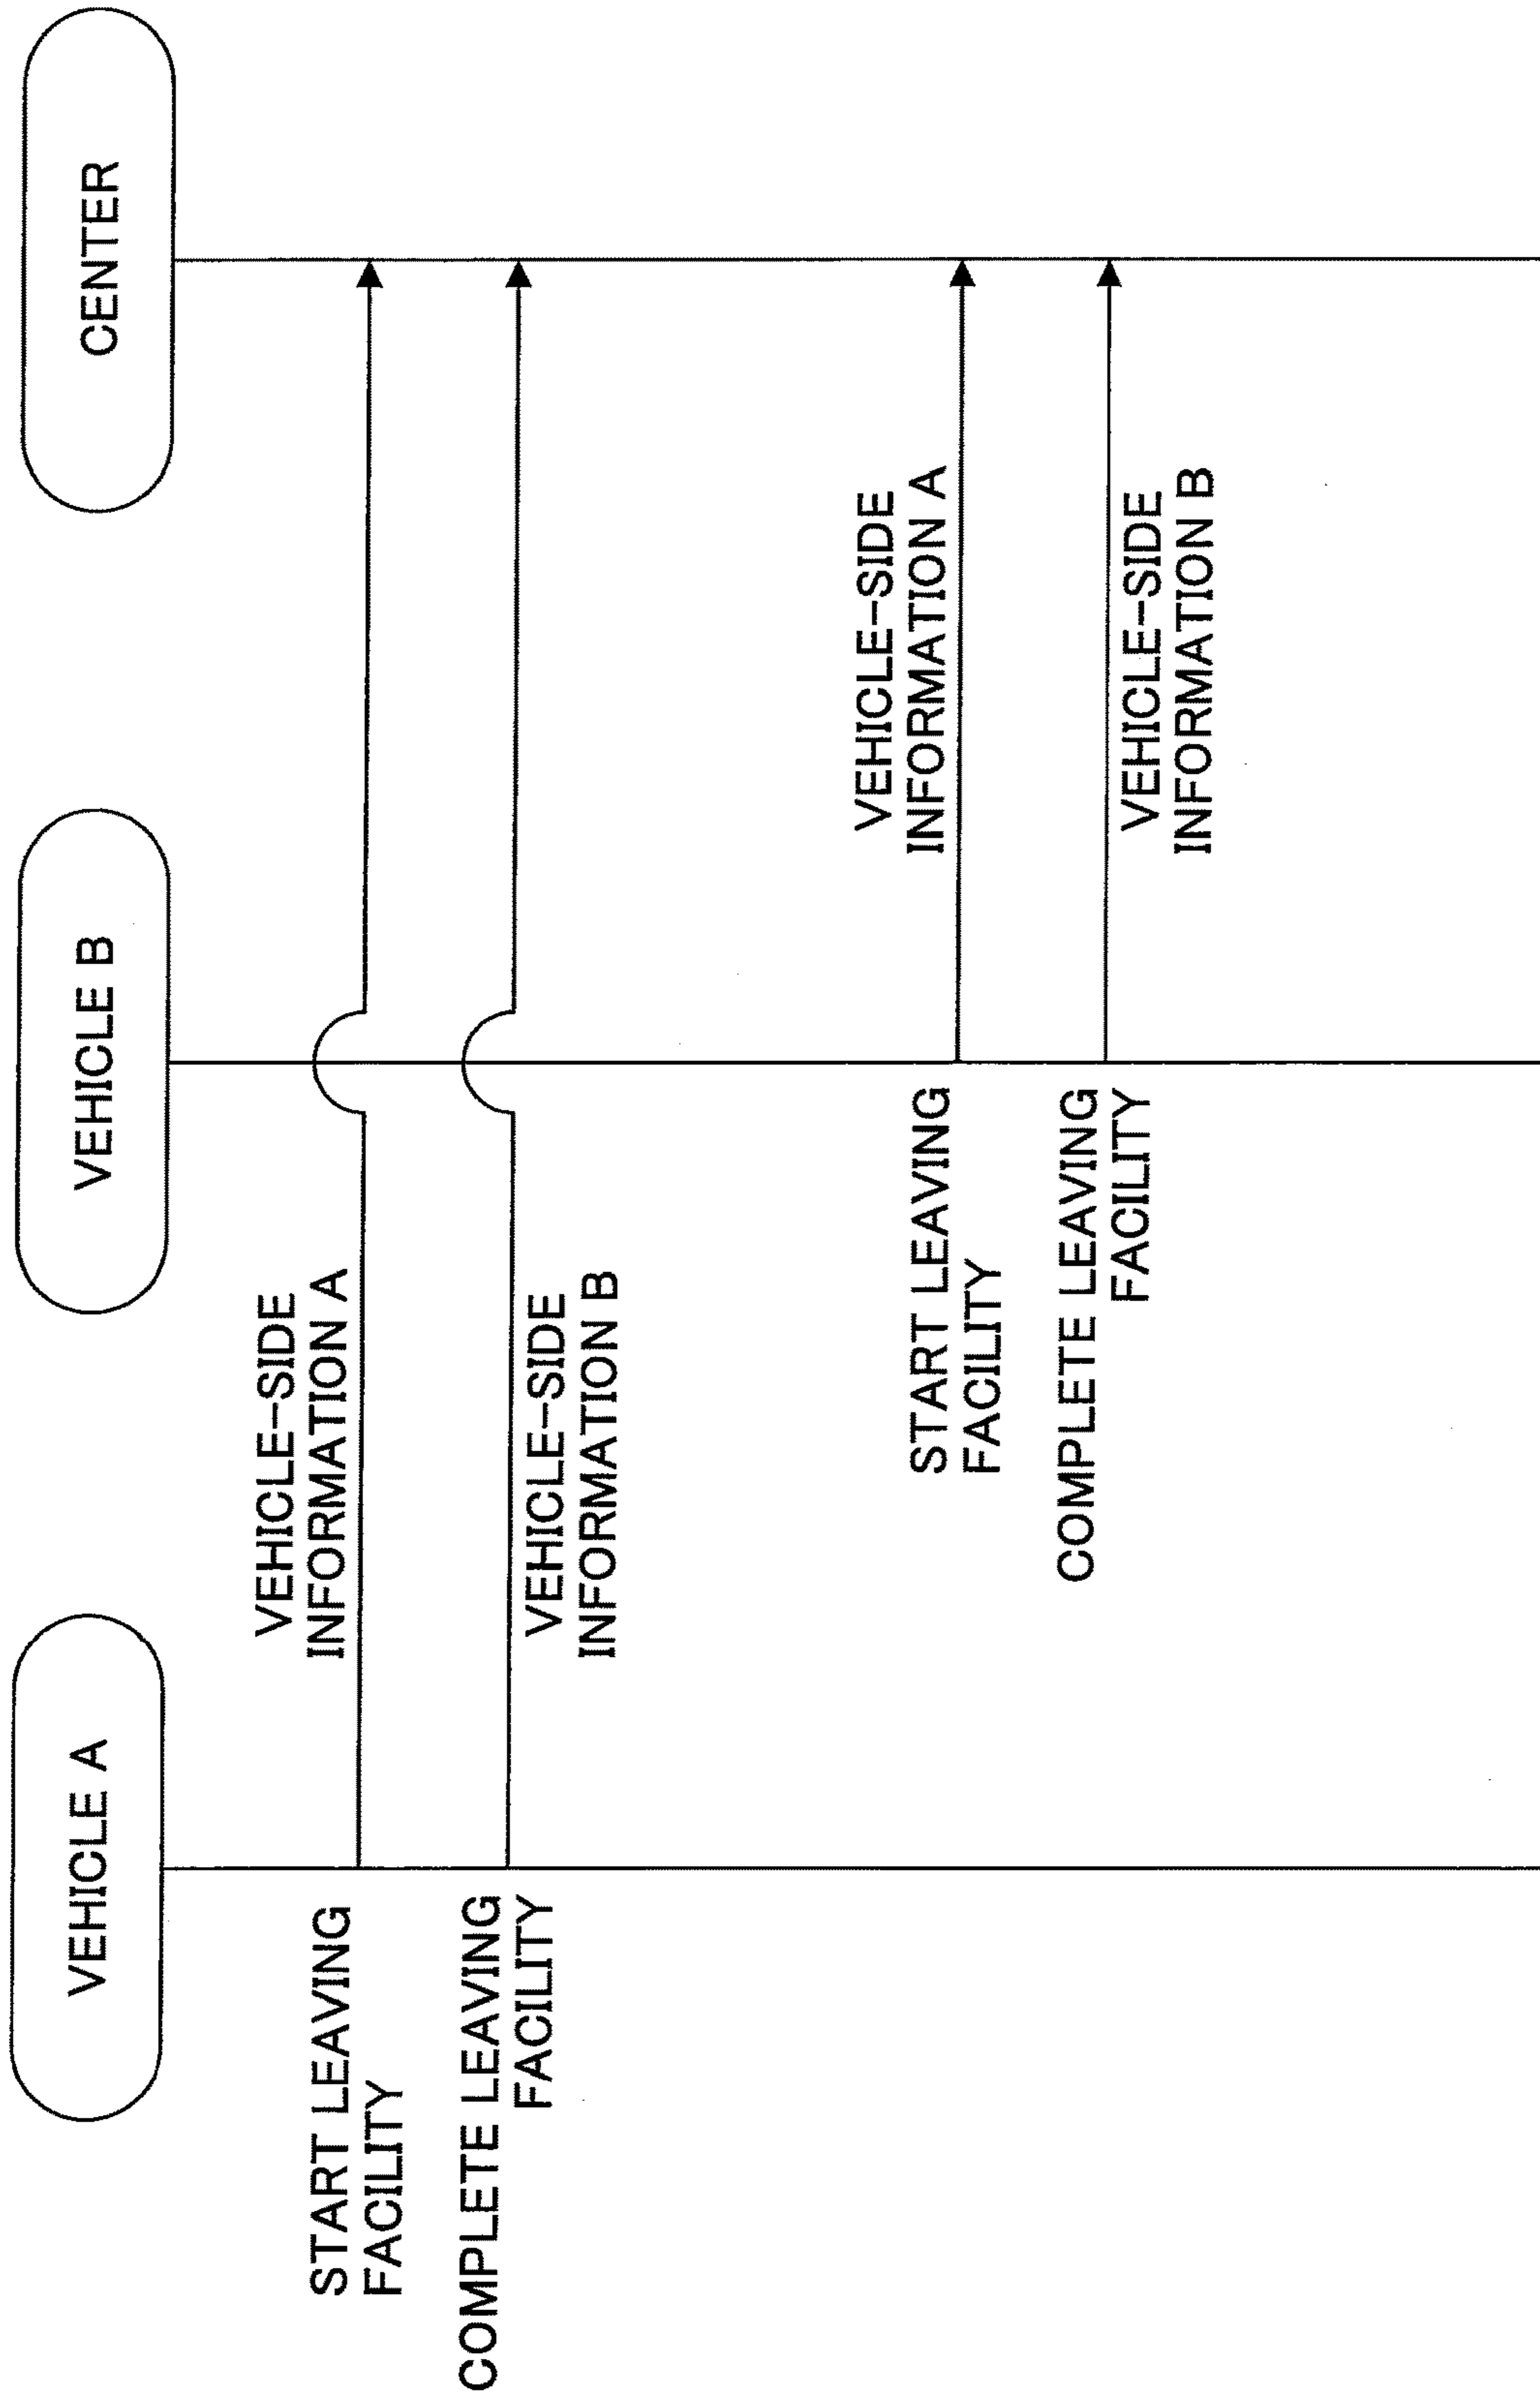 VEHICLE A
VEHICLE B
CENTER
VEHICLE-SIDE
INFORMATION A
START LEAVING
FACILITY
VEHICLE-SIDE
INFORMATION B
COMPLETE LEAVING
FACILITY
VEHICLE-SIDE
INFORMATION A
START LEAVING
FACILITY
VEHICLE-SIDE
INFORMATION B
COMPLETE LEAVING
FACILITY